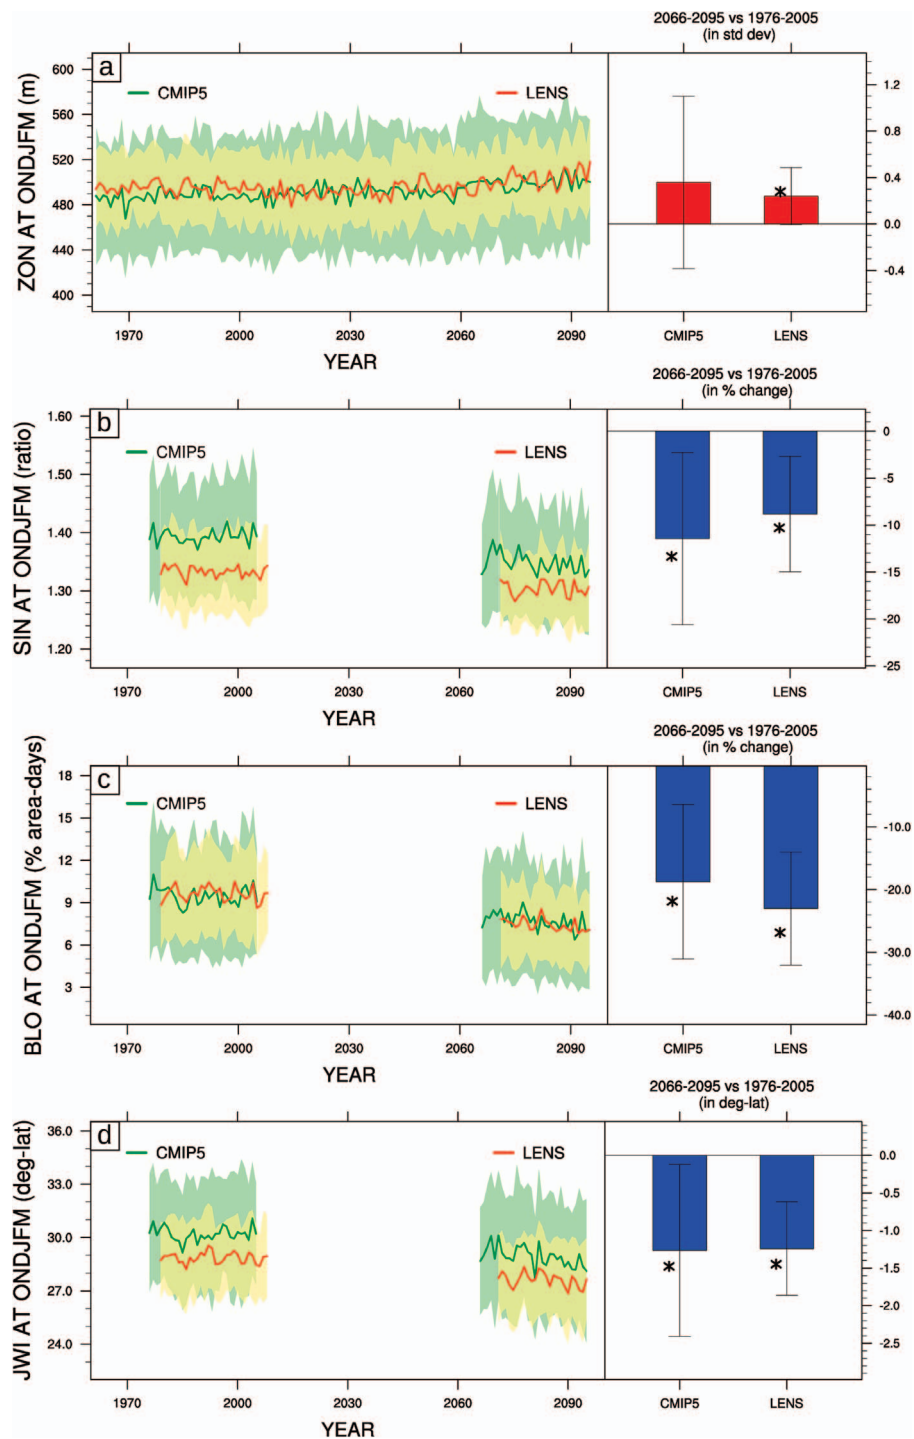 2066-2095 vs 1976-2005
(in std dev)
a
CMIP5
LENS
ZON AT ONDJFM (m)
600
560
520
480
440
400
1.2
0.8
0.4
0.0
-0.4
1970
2000
2030
2060
2090
CMIP5
LENS
YEAR
2066-2095 vs 1976-2005
(in % change)
b
CMIP5
LENS
SIN AT ONDJFM (ratio)
1.60
1.50
1.40
1.30
1.20
0
-5
-10
-15
-20
-25
1970
2000
2030
2060
2090
CMIP5
LENS
YEAR
2066-2095 vs 1976-2005
(in % change)
c
CMIP5
LENS
BLO AT ONDJFM (% area-days)
18
15
12
9
6
3
-10.0
-20.0
-30.0
-40.0
1970
2000
2030
2060
2090
CMIP5
LENS
YEAR
2066-2095 vs 1976-2005
(in deg-lat)
d
CMIP5
LENS
JWI AT ONDJFM (deg-lat)
36.0
33.0
30.0
27.0
24.0
0.0
-0.5
-1.0
-1.5
-2.0
-2.5
1970
2000
2030
2060
2090
CMIP5
LENS
YEAR